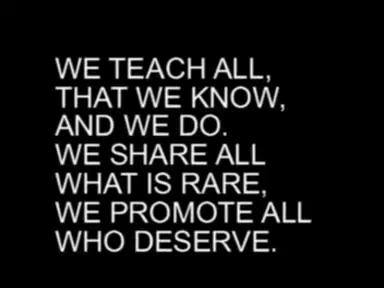 WE TEACH ALL,
THAT WE KNOW,
AND WE DO.
WE SHARE ALL
WHAT IS RARE,
WE PROMOTE ALL
WHO DESERVE.